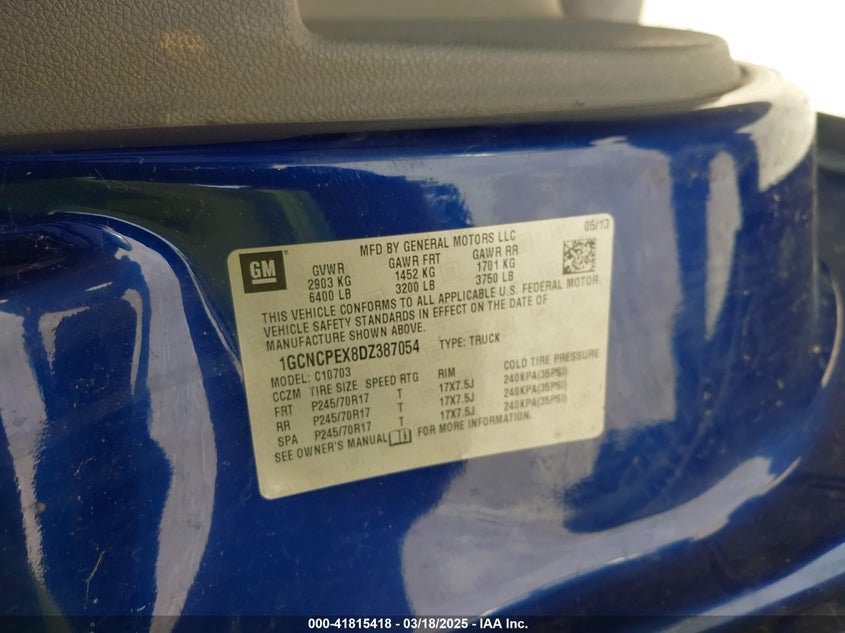 GM
MFD BY GENERAL MOTORS LLC 05/13
GVWR GAWR FRT GAWR RR
2903 KG 1452 KG 1701 KG
6400 LB 3200 LB 3750 LB
THIS VEHICLE CONFORMS TO ALL APPLICABLE U.S. FEDERAL MOTOR
VEHICLE SAFETY STANDARDS IN EFFECT ON THE DATE OF
MANUFACTURE SHOWN ABOVE.
1GCNCPEX8DZ387054 TYPE: TRUCK
MODEL: C10703
CCZM TIRE SIZE SPEED RTG RIM COLD TIRE PRESSURE
FRT P245/70R17 T 17X7.5J 240KPA(35PSI)
RR P245/70R17 T 17X7.5J 240KPA(35PSI)
SPA P245/70R17 T 17X7.5J 240KPA(35PSI)
SEE OWNER'S MANUAL FOR MORE INFORMATION.
000-41815418 - 03/18/2025 - IAA Inc.